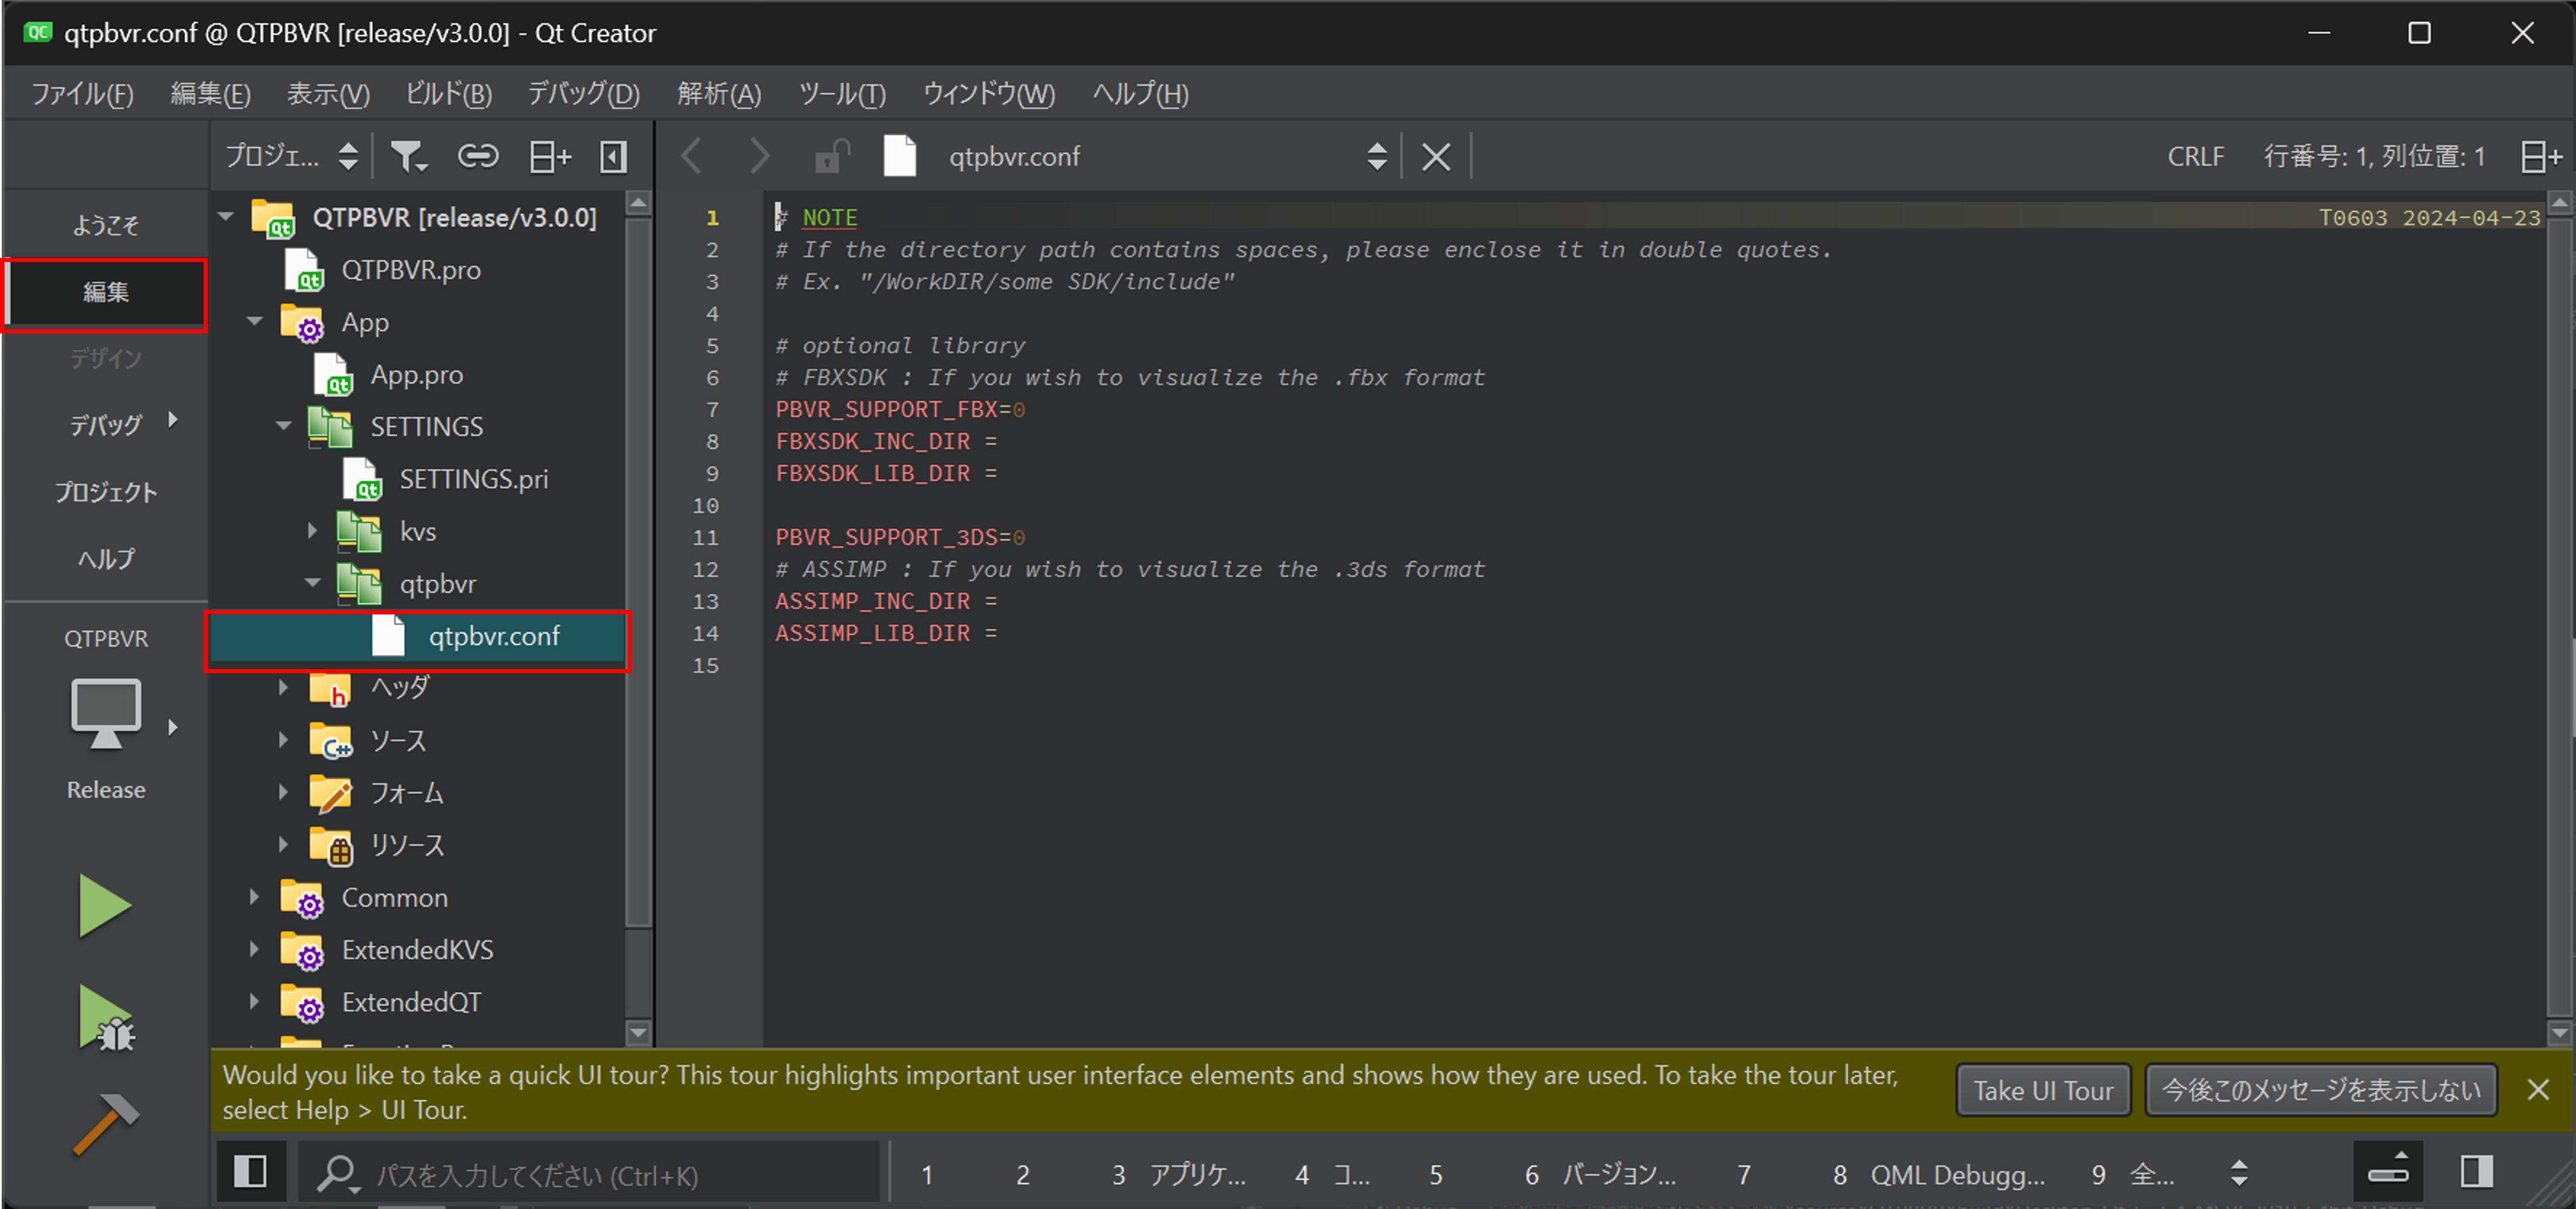 qtpbvr.conf @ QTPBVR [release/v3.0.0] - Qt Creator
ファイル(F) 編集(E) 表示(V) ビルド(B) デバッグ(D) 解析(A) ツール(T) ウィンドウ(W) ヘルプ(H)
プロジェ...
qtpbvr.conf
CRLF 行番号: 1, 列位置: 1
ようこそ
編集
デザイン
デバッグ
プロジェクト
ヘルプ
QTPBVR
Release
QTPBVR [release/v3.0.0]
QTPBVR.pro
App
App.pro
SETTINGS
SETTINGS.pri
kvs
qtpbvr
qtpbvr.conf
ヘッダ
ソース
フォーム
リソース
Common
ExtendedKVS
ExtendedQT
1 # NOTE T0603 2024-04-23
2 # If the directory path contains spaces, please enclose it in double quotes.
3 # Ex. "/WorkDIR/some SDK/include"
4
5 # optional library
6 # FBXSDK : If you wish to visualize the .fbx format
7 PBVR_SUPPORT_FBX=0
8 FBXSDK_INC_DIR =
9 FBXSDK_LIB_DIR =
10
11 PBVR_SUPPORT_3DS=0
12 # ASSIMP : If you wish to visualize the .3ds format
13 ASSIMP_INC_DIR =
14 ASSIMP_LIB_DIR =
15
Would you like to take a quick UI tour? This tour highlights important user interface elements and shows how they are used. To take the tour later,
select Help > UI Tour.
Take UI Tour
今後このメッセージを表示しない
パスを入力してください (Ctrl+K)
1 2 3 アプリケ... 4 コ... 5 6 バージョン... 7 8 QML Debugg... 9 全...